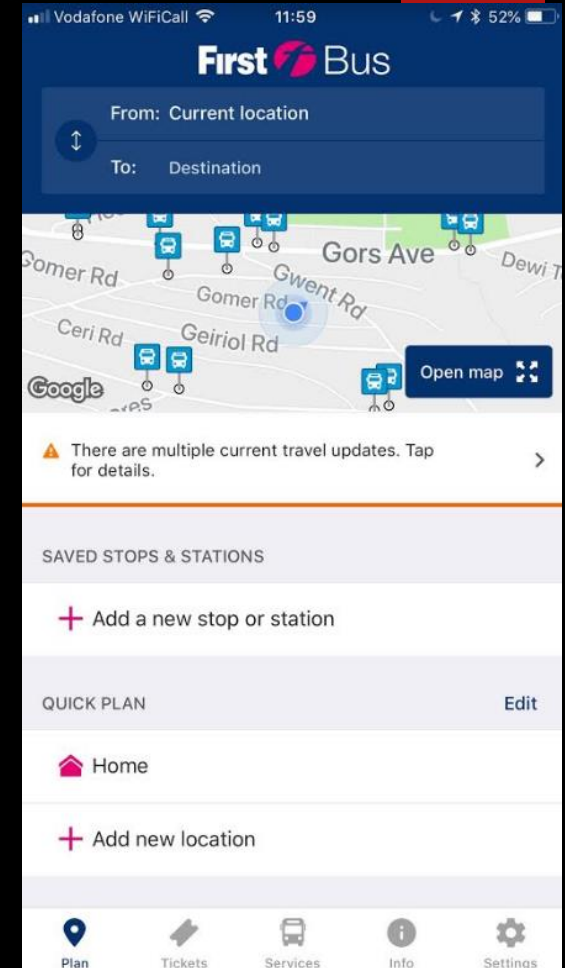 Vodafone WiFiCall 11:59 52%
First Bus
From: Current location
To: Destination
Gors Ave
Dewi T
Somer Rd
Gwent Rd
Gomer Rd
Ceri Rd
Geiriol Rd
Google
Open map
There are multiple current travel updates. Tap
for details.
SAVED STOPS & STATIONS
Add a new stop or station
QUICK PLAN Edit
Home
Add new location
Plan Tickets Services Info Settings